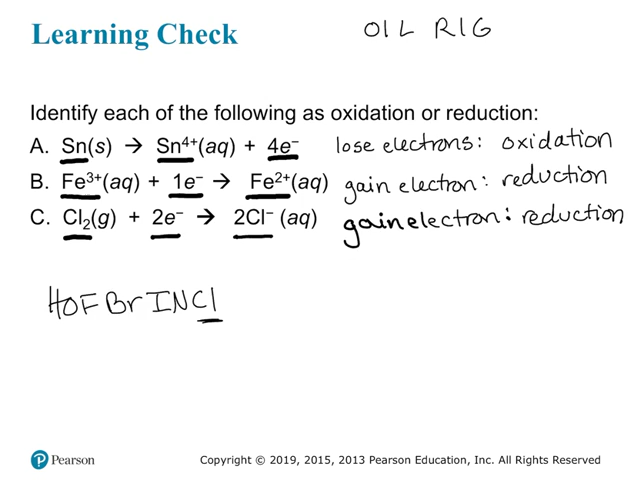 Learning Check
OIL RIG
Identify each of the following as oxidation or reduction:
A. Sn(s) → Sn⁴⁺(aq) + 4e⁻ lose electrons: oxidation
B. Fe³⁺(aq) + 1e⁻ → Fe²⁺(aq) gain electron: reduction
C. Cl₂(g) + 2e⁻ → 2Cl⁻ (aq) gain electron: reduction
HOFBrINCl
Pearson
Copyright © 2019, 2015, 2013 Pearson Education, Inc. All Rights Reserved